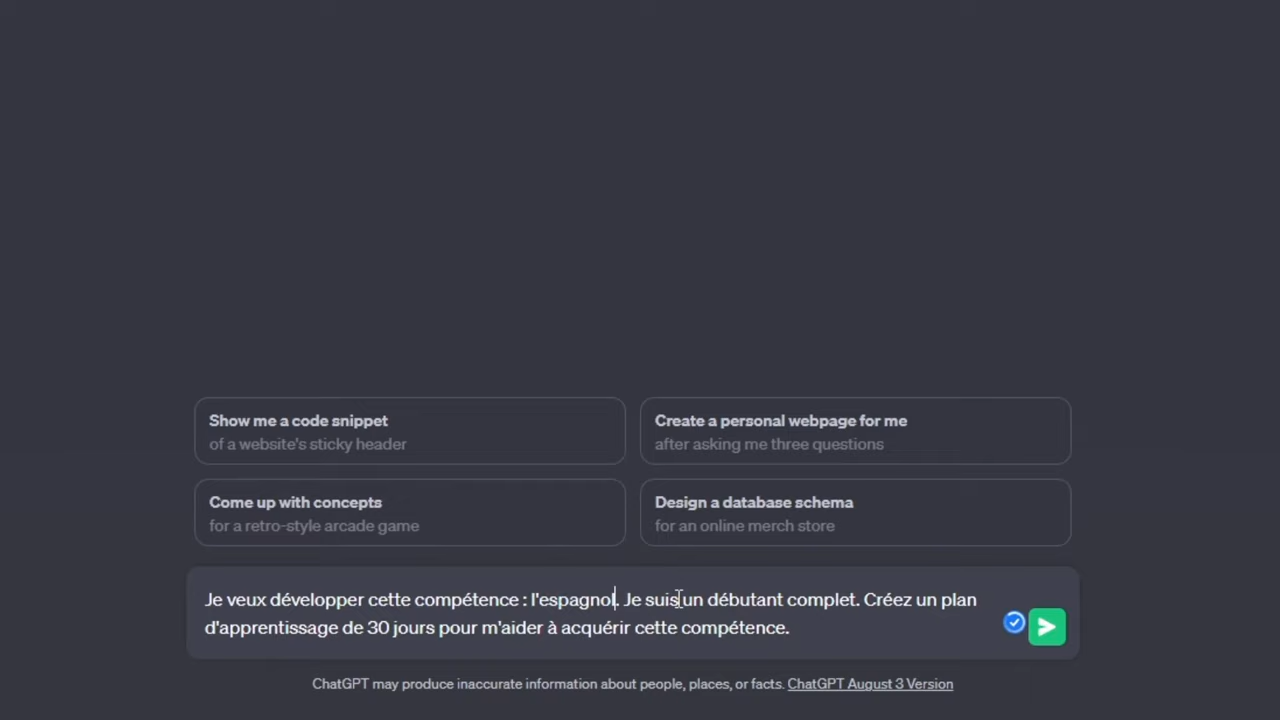 Show me a code snippet
of a website's sticky header
Create a personal webpage for me
after asking me three questions
Come up with concepts
for a retro-style arcade game
Design a database schema
for an online merch store
Je veux développer cette compétence : l'espagnol. Je suis un débutant complet. Créez un plan
d'apprentissage de 30 jours pour m'aider à acquérir cette compétence.
ChatGPT may produce inaccurate information about people, places, or facts. ChatGPT August 3 Version